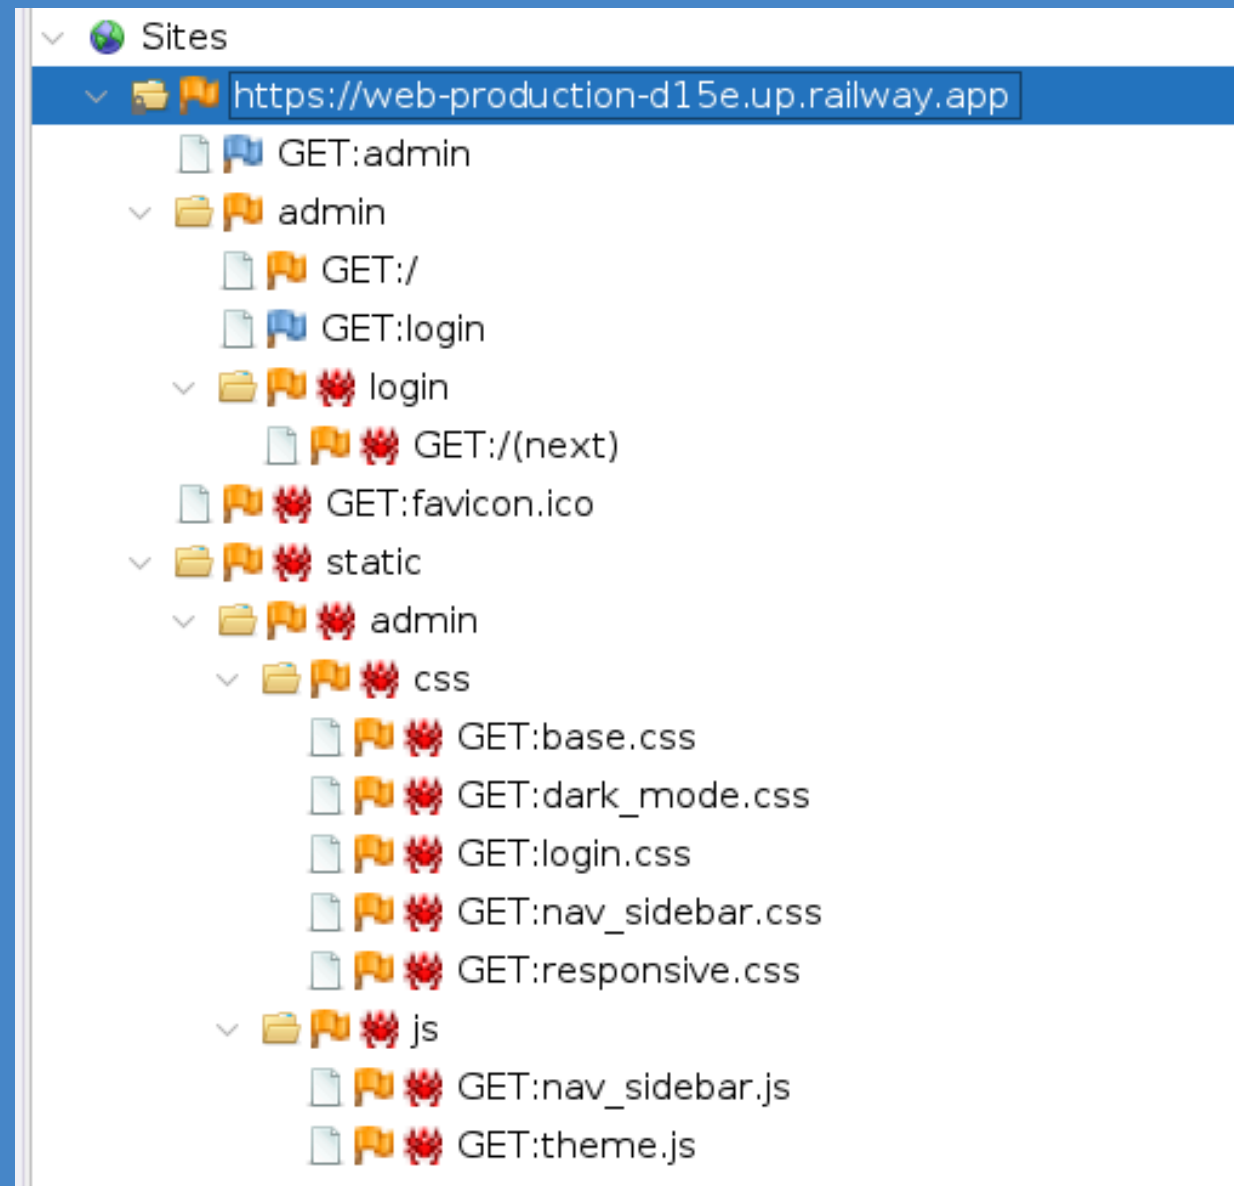 Sites
https://web-production-d15e.up.railway.app
GET:admin
admin
GET:/
GET:login
login
GET:/(next)
GET:favicon.ico
static
admin
css
GET:base.css
GET:dark_mode.css
GET:login.css
GET:nav_sidebar.css
GET:responsive.css
js
GET:nav_sidebar.js
GET:theme.js